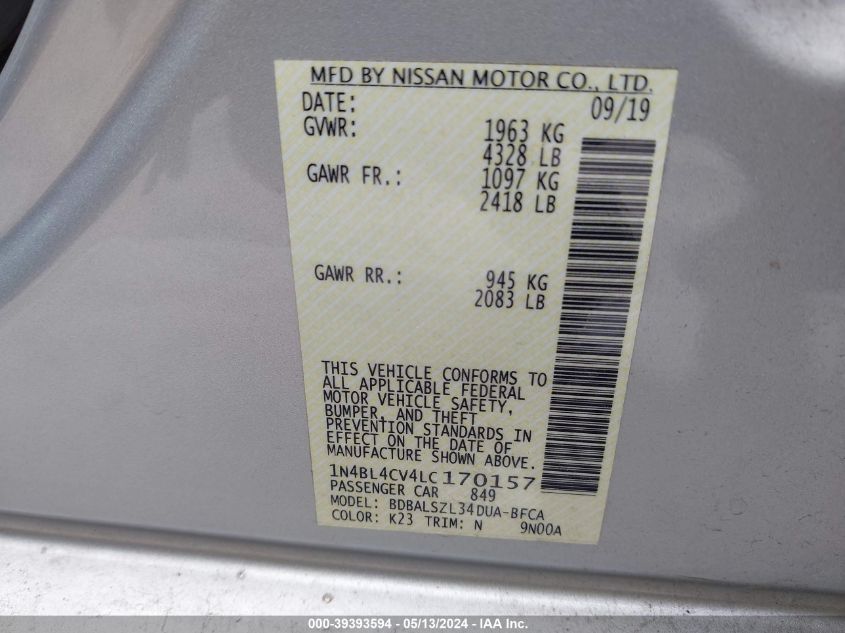 MFD BY NISSAN MOTOR CO., LTD.
DATE: 09/19
GVWR: 1963 KG
4328 LB
GAWR FR.: 1097 KG
2418 LB
GAWR RR.: 945 KG
2083 LB
THIS VEHICLE CONFORMS TO
ALL APPLICABLE FEDERAL
MOTOR VEHICLE SAFETY,
BUMPER, AND THEFT
PREVENTION STANDARDS IN
EFFECT ON THE DATE OF
MANUFACTURE SHOWN ABOVE.
1N4BL4CV4LC170157
PASSENGER CAR 849
MODEL: BDBALSZL34DUA-BFCA
COLOR: K23 TRIM: N 9N00A
000-39393594 - 05/13/2024 - IAA Inc.